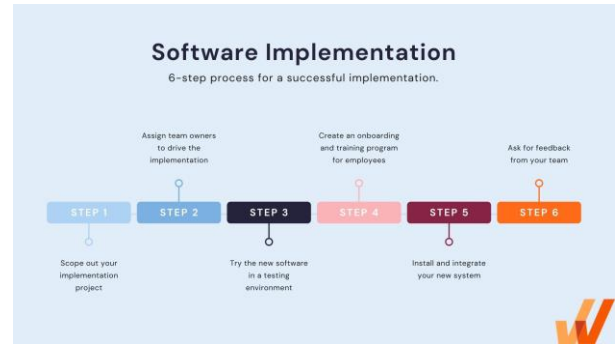 Software Implementation
6-step process for a successful implementation.
Assign team owners
to drive the
implementation
Create an onboarding
and training program
for employees
Ask for feedback
from your team
STEP 1
STEP 2
STEP 3
STEP 4
STEP 5
STEP 6
Scope out your
implementation
project
Try the new software
in a testing
environment
Install and integrate
your new system